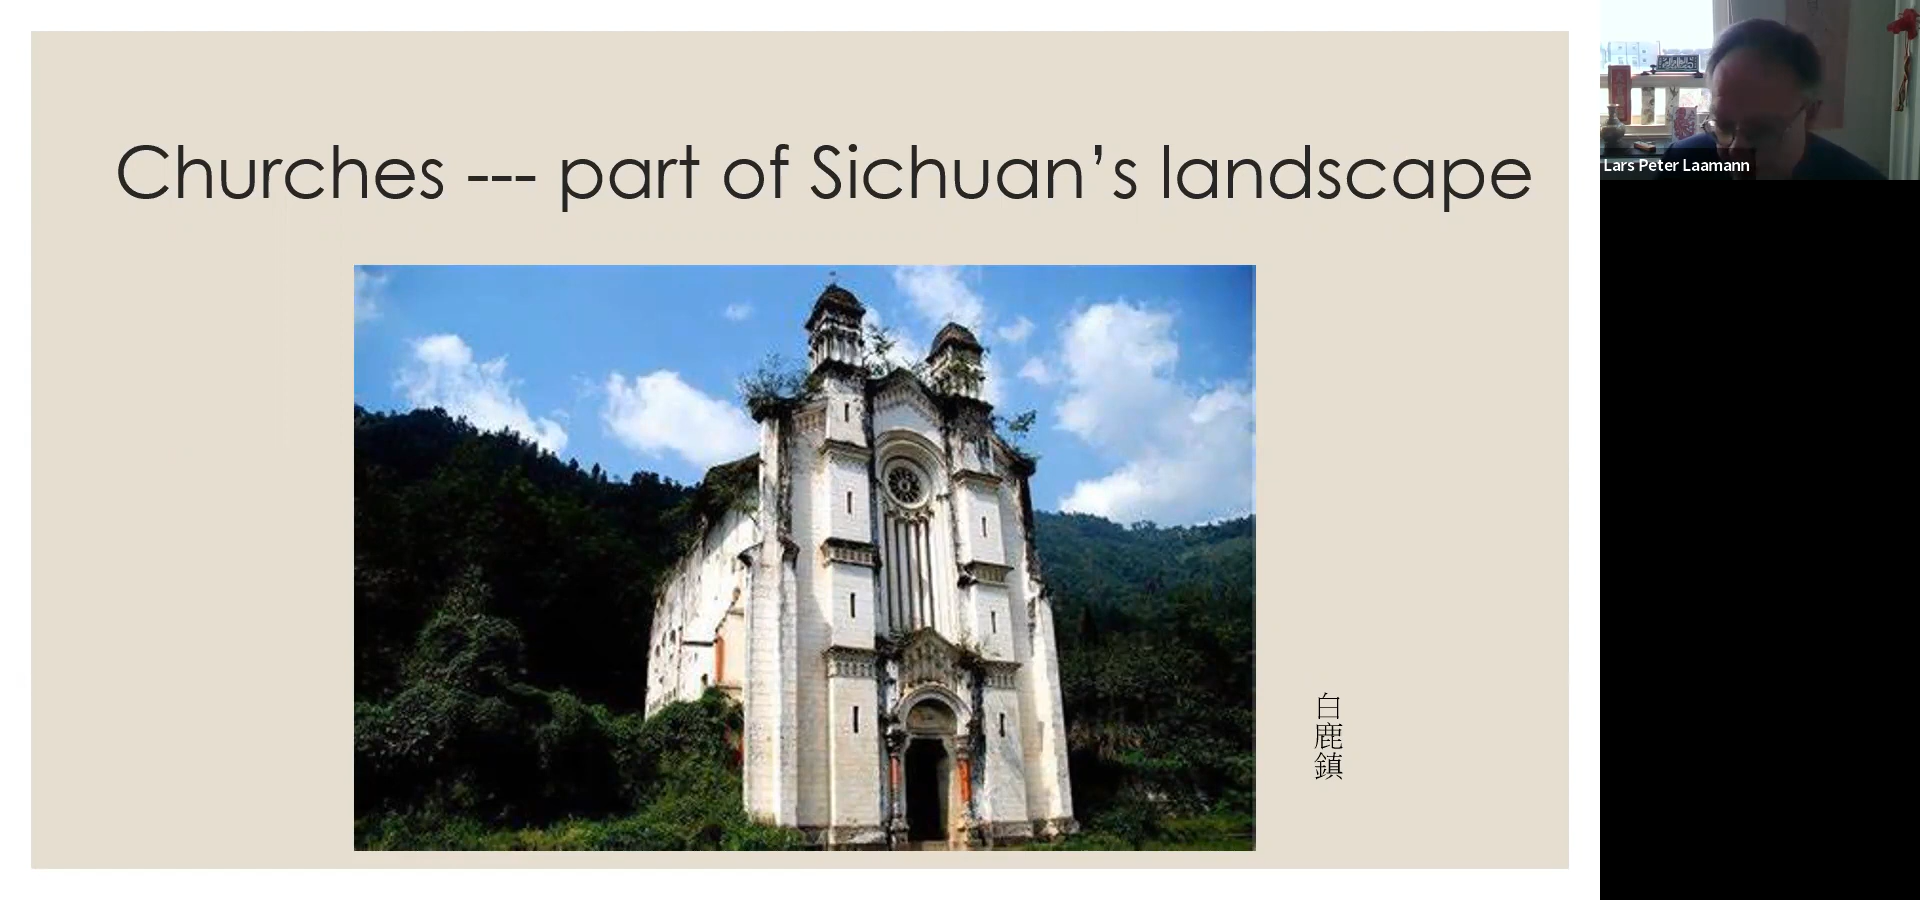 Churches --- part of Sichuan’s landscape
白鹿鎮
Lars Peter Laamann